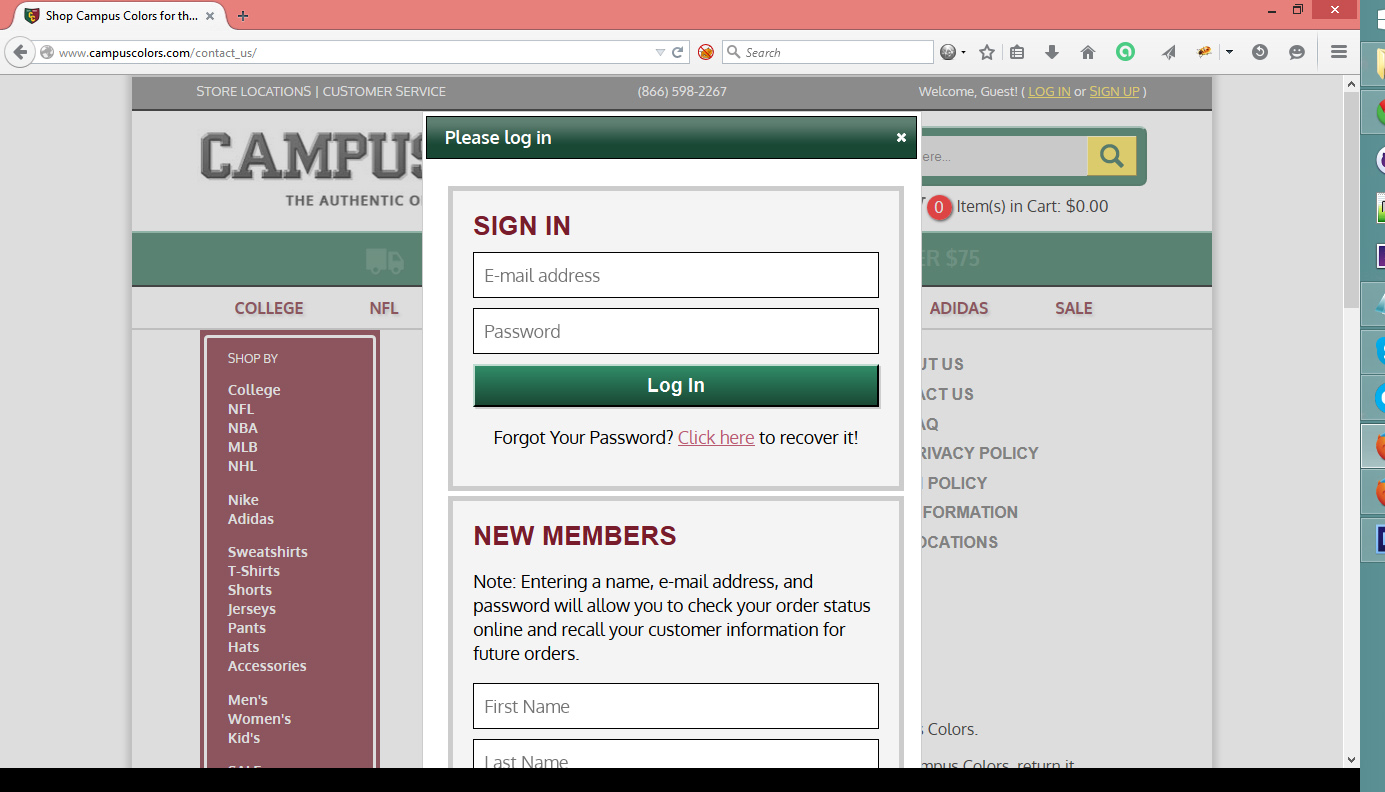 Shop Campus Colors for th...
www.campuscolors.com/contact_us/
Search
STORE LOCATIONS | CUSTOMER SERVICE
(866) 598-2267
Welcome, Guest! ( LOG IN or SIGN UP )
Please log in
CAMPUS
THE AUTHENTIC O
ere...
0 Item(s) in Cart: $0.00
ER $75
COLLEGE
NFL
ADIDAS
SALE
SHOP BY
College
NFL
NBA
MLB
NHL
Nike
Adidas
Sweatshirts
T-Shirts
Shorts
Jerseys
Pants
Hats
Accessories
Men's
Women's
Kid's
SALE
SIGN IN
E-mail address
Password
Log In
Forgot Your Password? Click here to recover it!
NEW MEMBERS
Note: Entering a name, e-mail address, and
password will allow you to check your order status
online and recall your customer information for
future orders.
First Name
Last Name
UT US
ACT US
AQ
RIVACY POLICY
POLICY
FORMATION
OCATIONS
s Colors.
mpus Colors, return it